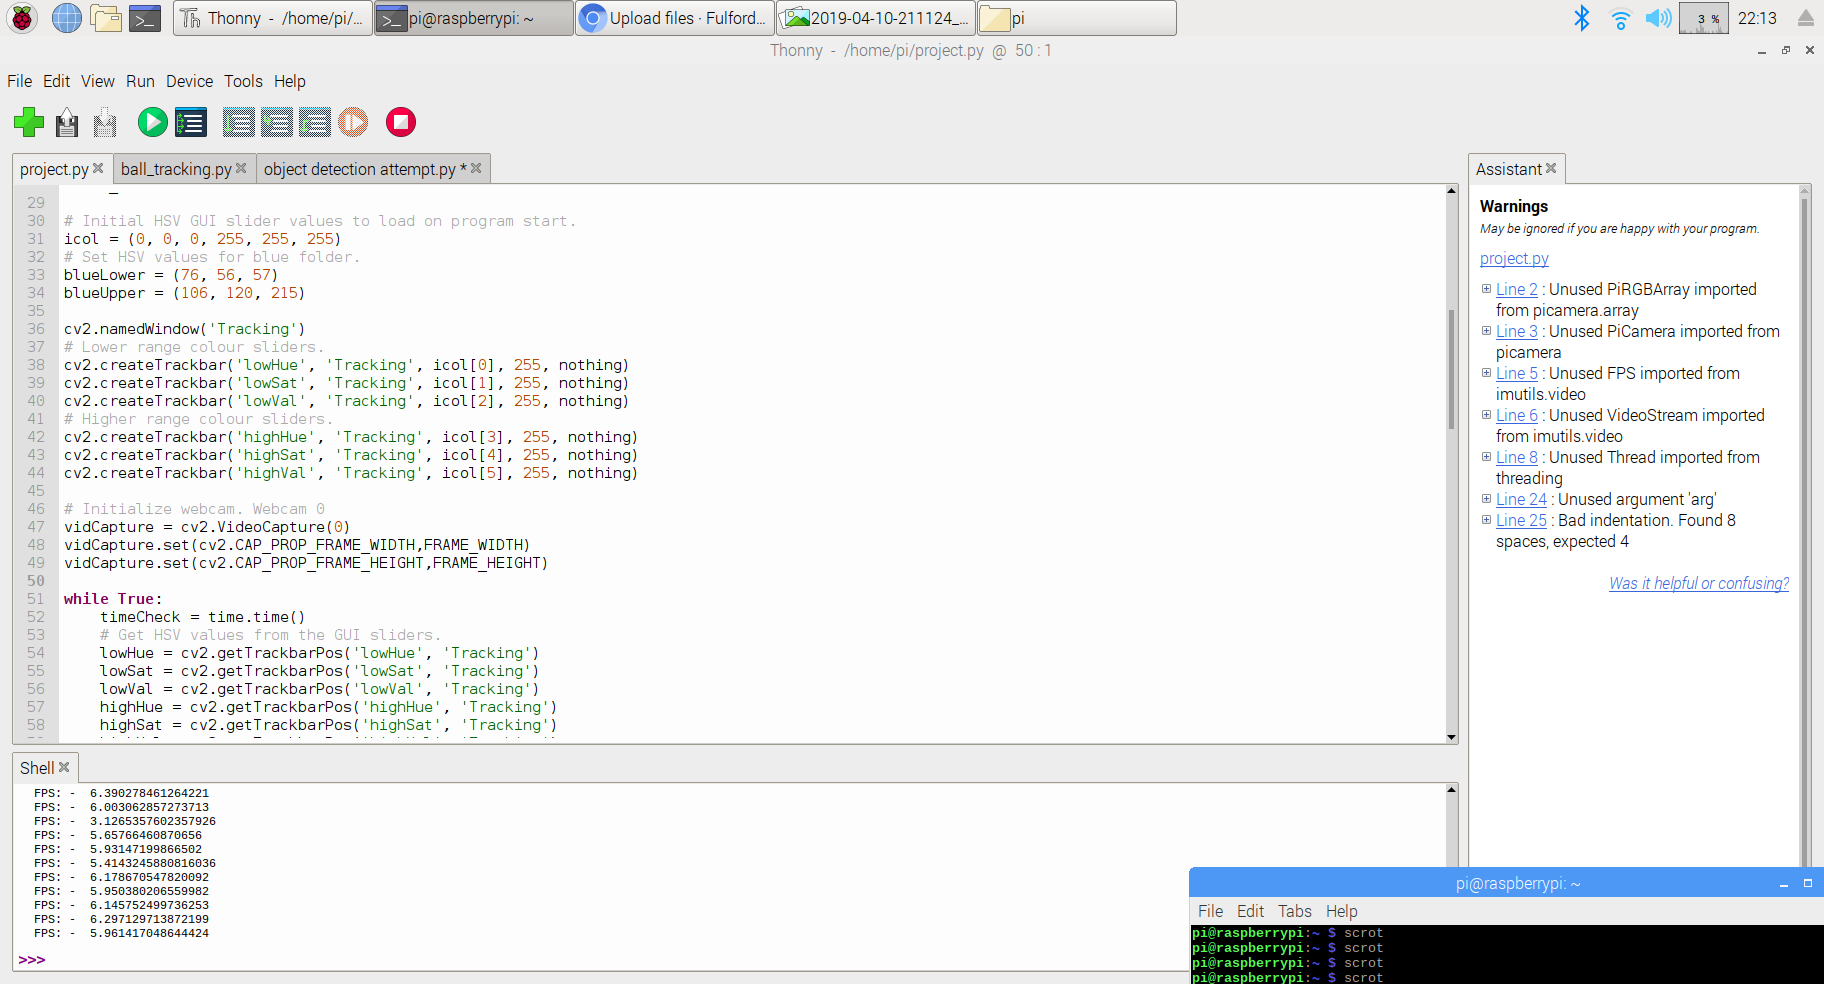 Thonny - /home/pi/...
pi@raspberrypi: ~
Upload files · Fulford...
2019-04-10-211124_...
pi
3 %
22:13
Thonny - /home/pi/project.py @ 50 : 1
File Edit View Run Device Tools Help
project.py
ball_tracking.py
object detection attempt.py *
29
30 # Initial HSV GUI slider values to load on program start.
31 icol = (0, 0, 0, 255, 255, 255)
32 # Set HSV values for blue folder.
33 blueLower = (76, 56, 57)
34 blueUpper = (106, 120, 215)
35
36 cv2.namedWindow('Tracking')
37 # Lower range colour sliders.
38 cv2.createTrackbar('lowHue', 'Tracking', icol[0], 255, nothing)
39 cv2.createTrackbar('lowSat', 'Tracking', icol[1], 255, nothing)
40 cv2.createTrackbar('lowVal', 'Tracking', icol[2], 255, nothing)
41 # Higher range colour sliders.
42 cv2.createTrackbar('highHue', 'Tracking', icol[3], 255, nothing)
43 cv2.createTrackbar('highSat', 'Tracking', icol[4], 255, nothing)
44 cv2.createTrackbar('highVal', 'Tracking', icol[5], 255, nothing)
45
46 # Initialize webcam. Webcam 0
47 vidCapture = cv2.VideoCapture(0)
48 vidCapture.set(cv2.CAP_PROP_FRAME_WIDTH,FRAME_WIDTH)
49 vidCapture.set(cv2.CAP_PROP_FRAME_HEIGHT,FRAME_HEIGHT)
50
51 while True:
52 timeCheck = time.time()
53 # Get HSV values from the GUI sliders.
54 lowHue = cv2.getTrackbarPos('lowHue', 'Tracking')
55 lowSat = cv2.getTrackbarPos('lowSat', 'Tracking')
56 lowVal = cv2.getTrackbarPos('lowVal', 'Tracking')
57 highHue = cv2.getTrackbarPos('highHue', 'Tracking')
58 highSat = cv2.getTrackbarPos('highSat', 'Tracking')
Assistant
Warnings
May be ignored if you are happy with your program.
project.py
Line 2 : Unused PiRGBArray imported
from picamera.array
Line 3 : Unused PiCamera imported from
picamera
Line 5 : Unused FPS imported from
imutils.video
Line 6 : Unused VideoStream imported
from imutils.video
Line 8 : Unused Thread imported from
threading
Line 24 : Unused argument 'arg'
Line 25 : Bad indentation. Found 8
spaces, expected 4
Was it helpful or confusing?
Shell
FPS: - 6.390278461264221
FPS: - 6.003062857273713
FPS: - 3.1265357602357926
FPS: - 5.65766460870656
FPS: - 5.93147199866502
FPS: - 5.4143245880816036
FPS: - 6.178670547820092
FPS: - 5.950380206559982
FPS: - 6.145752499736253
FPS: - 6.297129713872199
FPS: - 5.961417048644424
>>>
pi@raspberrypi: ~
File Edit Tabs Help
pi@raspberrypi:~ $ scrot
pi@raspberrypi:~ $ scrot
pi@raspberrypi:~ $ scrot
pi@raspberrypi:~ $ scrot